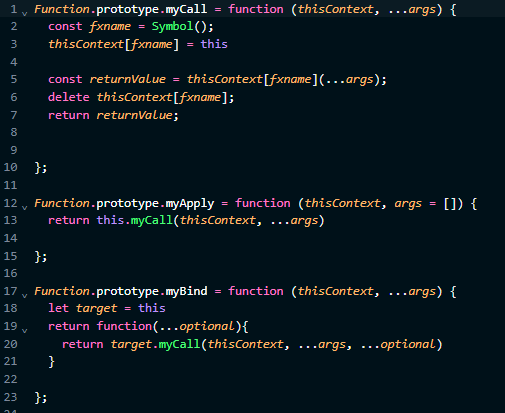 1 Function.prototype.myCall = function (thisContext, ...args) {
2 const fxname = Symbol();
3 thisContext[fxname] = this
4
5 const returnValue = thisContext[fxname](...args);
6 delete thisContext[fxname];
7 return returnValue;
8
9
10 };
11
12 Function.prototype.myApply = function (thisContext, args = []) {
13 return this.myCall(thisContext, ...args)
14
15 };
16
17 Function.prototype.myBind = function (thisContext, ...args) {
18 let target = this
19 return function(...optional){
20 return target.myCall(thisContext, ...args, ...optional)
21 }
22
23 };